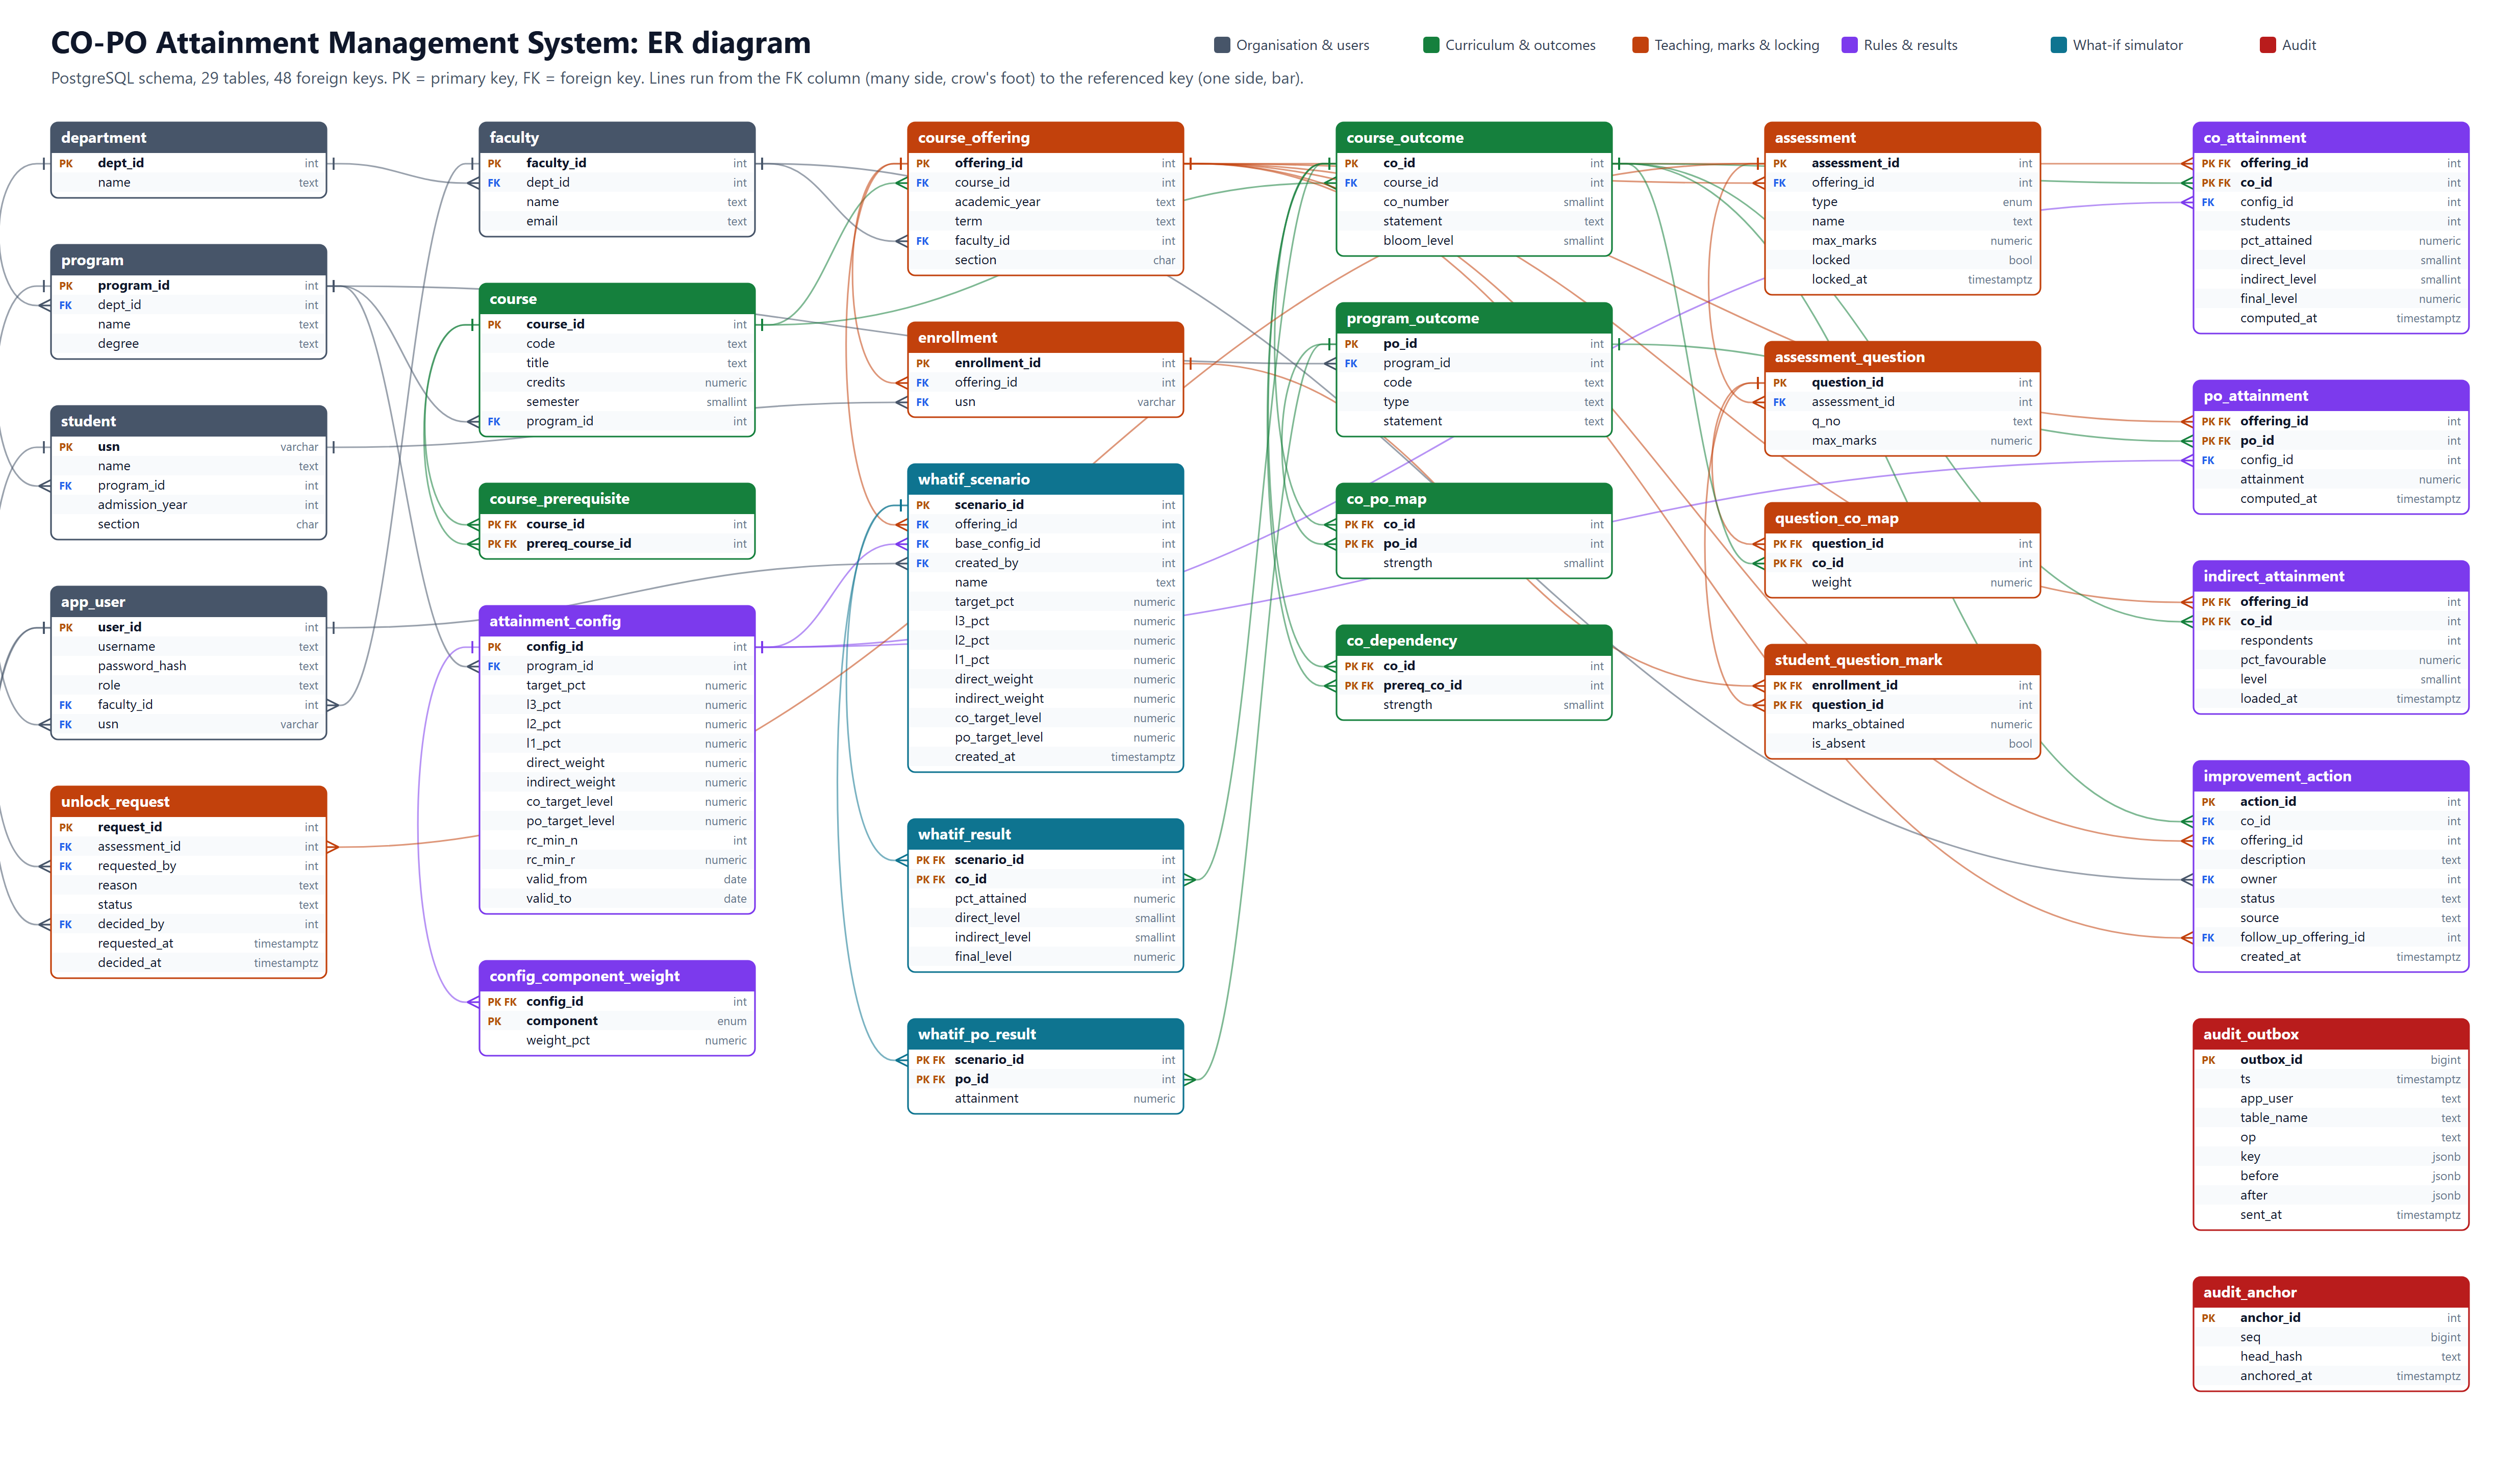 CO-PO Attainment Management System: ER diagram
Organisation & users
Curriculum & outcomes
Teaching, marks & locking
Rules & results
What-if simulator
Audit
PostgreSQL schema, 29 tables, 48 foreign keys. PK = primary key, FK = foreign key. Lines run from the FK column (many side, crow's foot) to the referenced key (one side, bar).
department
PK dept_id int
name text
program
PK program_id int
FK dept_id int
name text
degree text
student
PK usn varchar
name text
FK program_id int
admission_year int
section char
app_user
PK user_id int
username text
password_hash text
role text
FK faculty_id int
FK usn varchar
unlock_request
PK request_id int
FK assessment_id int
FK requested_by int
reason text
status text
FK decided_by int
requested_at timestamptz
decided_at timestamptz
faculty
PK faculty_id int
FK dept_id int
name text
email text
course
PK course_id int
code text
title text
credits numeric
semester smallint
FK program_id int
course_prerequisite
PK FK course_id int
PK FK prereq_course_id int
attainment_config
PK config_id int
FK program_id int
target_pct numeric
l3_pct numeric
l2_pct numeric
l1_pct numeric
direct_weight numeric
indirect_weight numeric
co_target_level numeric
po_target_level numeric
rc_min_n int
rc_min_r numeric
valid_from date
valid_to date
config_component_weight
PK FK config_id int
PK component enum
weight_pct numeric
course_offering
PK offering_id int
FK course_id int
academic_year text
term text
FK faculty_id int
section char
enrollment
PK enrollment_id int
FK offering_id int
FK usn varchar
whatif_scenario
PK scenario_id int
FK offering_id int
FK base_config_id int
FK created_by int
name text
target_pct numeric
l3_pct numeric
l2_pct numeric
l1_pct numeric
direct_weight numeric
indirect_weight numeric
co_target_level numeric
po_target_level numeric
created_at timestamptz
whatif_result
PK FK scenario_id int
PK FK co_id int
pct_attained numeric
direct_level smallint
indirect_level smallint
final_level numeric
whatif_po_result
PK FK scenario_id int
PK FK po_id int
attainment numeric
course_outcome
PK co_id int
FK course_id int
co_number smallint
statement text
bloom_level smallint
program_outcome
PK po_id int
FK program_id int
code text
type text
statement text
co_po_map
PK FK co_id int
PK FK po_id int
strength smallint
co_dependency
PK FK co_id int
PK FK prereq_co_id int
strength smallint
assessment
PK assessment_id int
FK offering_id int
type enum
name text
max_marks numeric
locked bool
locked_at timestamptz
assessment_question
PK question_id int
FK assessment_id int
q_no text
max_marks numeric
question_co_map
PK FK question_id int
PK FK co_id int
weight numeric
student_question_mark
PK FK enrollment_id int
PK FK question_id int
marks_obtained numeric
is_absent bool
co_attainment
PK FK offering_id int
PK FK co_id int
FK config_id int
students int
pct_attained numeric
direct_level smallint
indirect_level smallint
final_level numeric
computed_at timestamptz
po_attainment
PK FK offering_id int
PK FK po_id int
FK config_id int
attainment numeric
computed_at timestamptz
indirect_attainment
PK FK offering_id int
PK FK co_id int
respondents int
pct_favourable numeric
level smallint
loaded_at timestamptz
improvement_action
PK action_id int
FK co_id int
FK offering_id int
description text
FK owner int
status text
source text
FK follow_up_offering_id int
created_at timestamptz
audit_outbox
PK outbox_id bigint
ts timestamptz
app_user text
table_name text
op text
key jsonb
before jsonb
after jsonb
sent_at timestamptz
audit_anchor
PK anchor_id int
seq bigint
head_hash text
anchored_at timestamptz